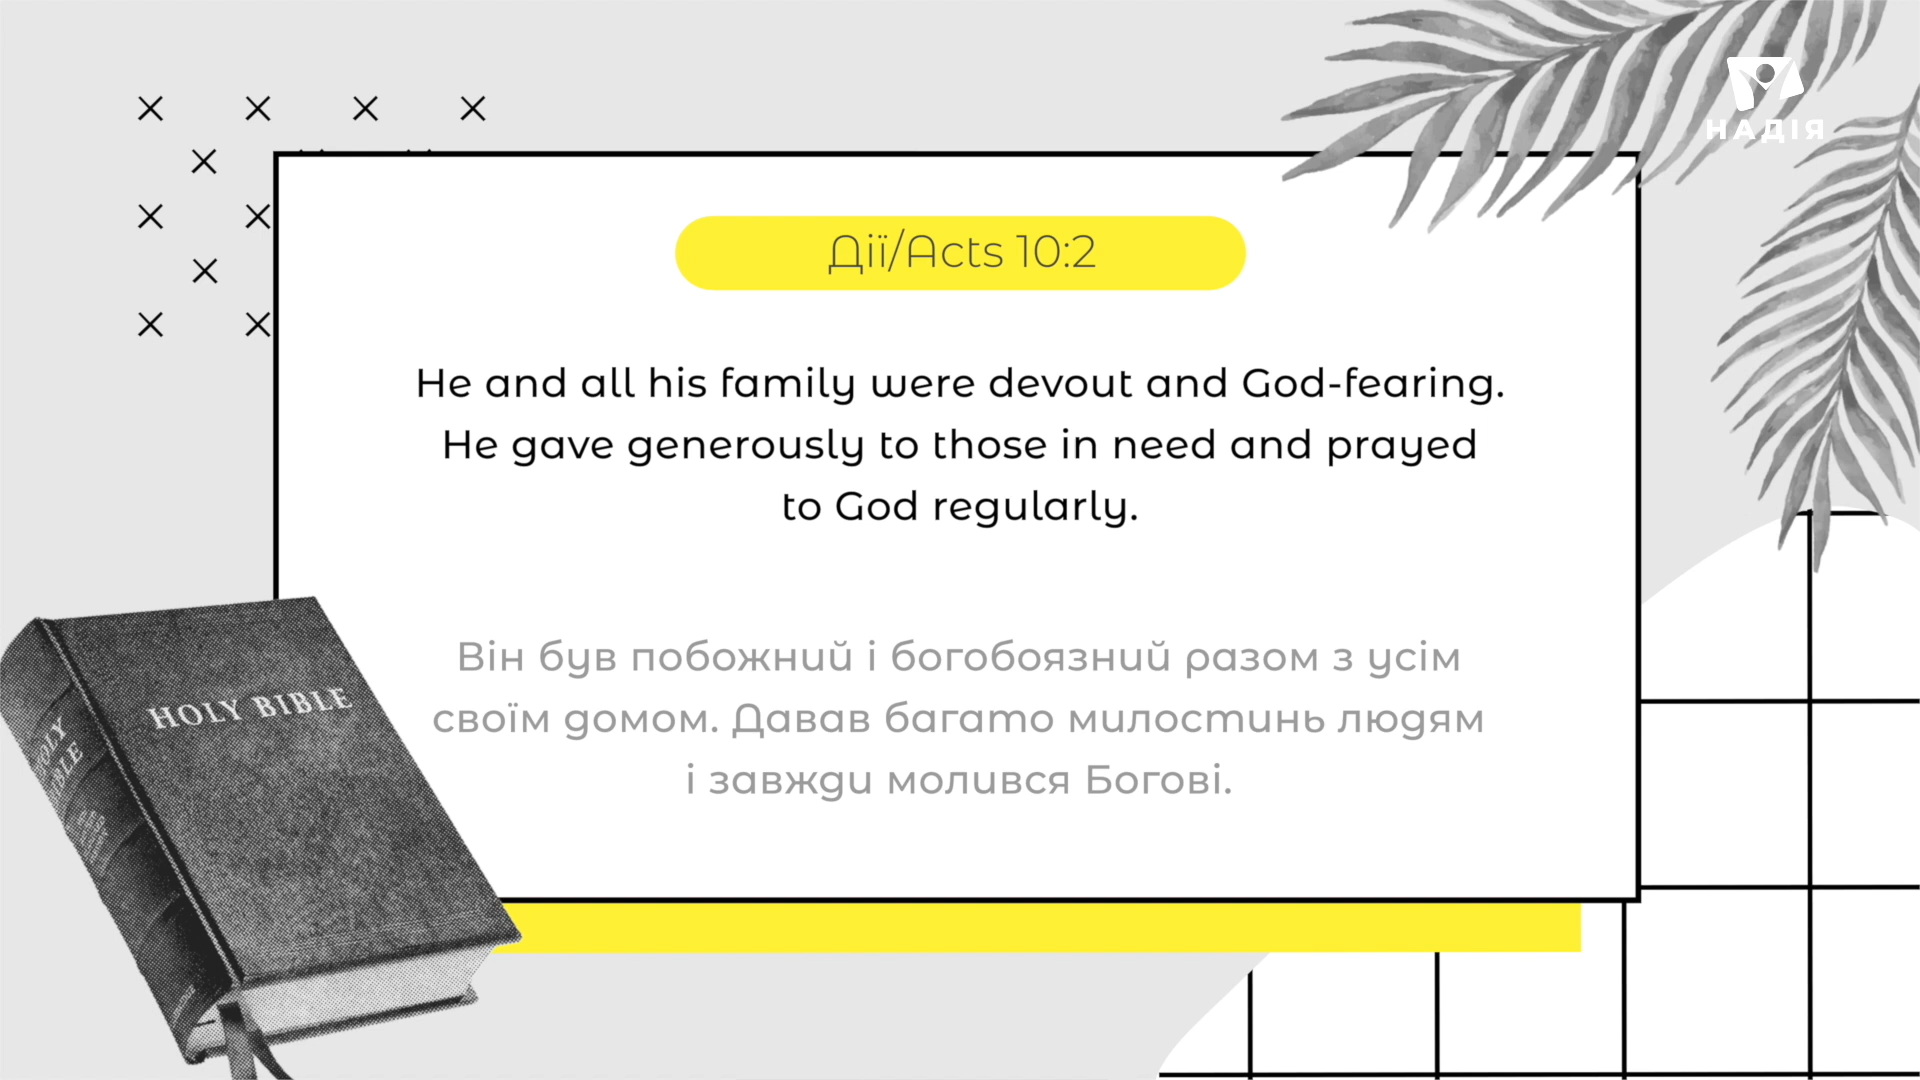 НАДІЯ
Дії/Acts 10:2
He and all his family were devout and God-fearing.
He gave generously to those in need and prayed
to God regularly.
Він був побожний і богобоязний разом з усім
своїм домом. Давав багато милостинь людям
і завжди молився Богові.
HOLY BIBLE
HOLY
BIBLE